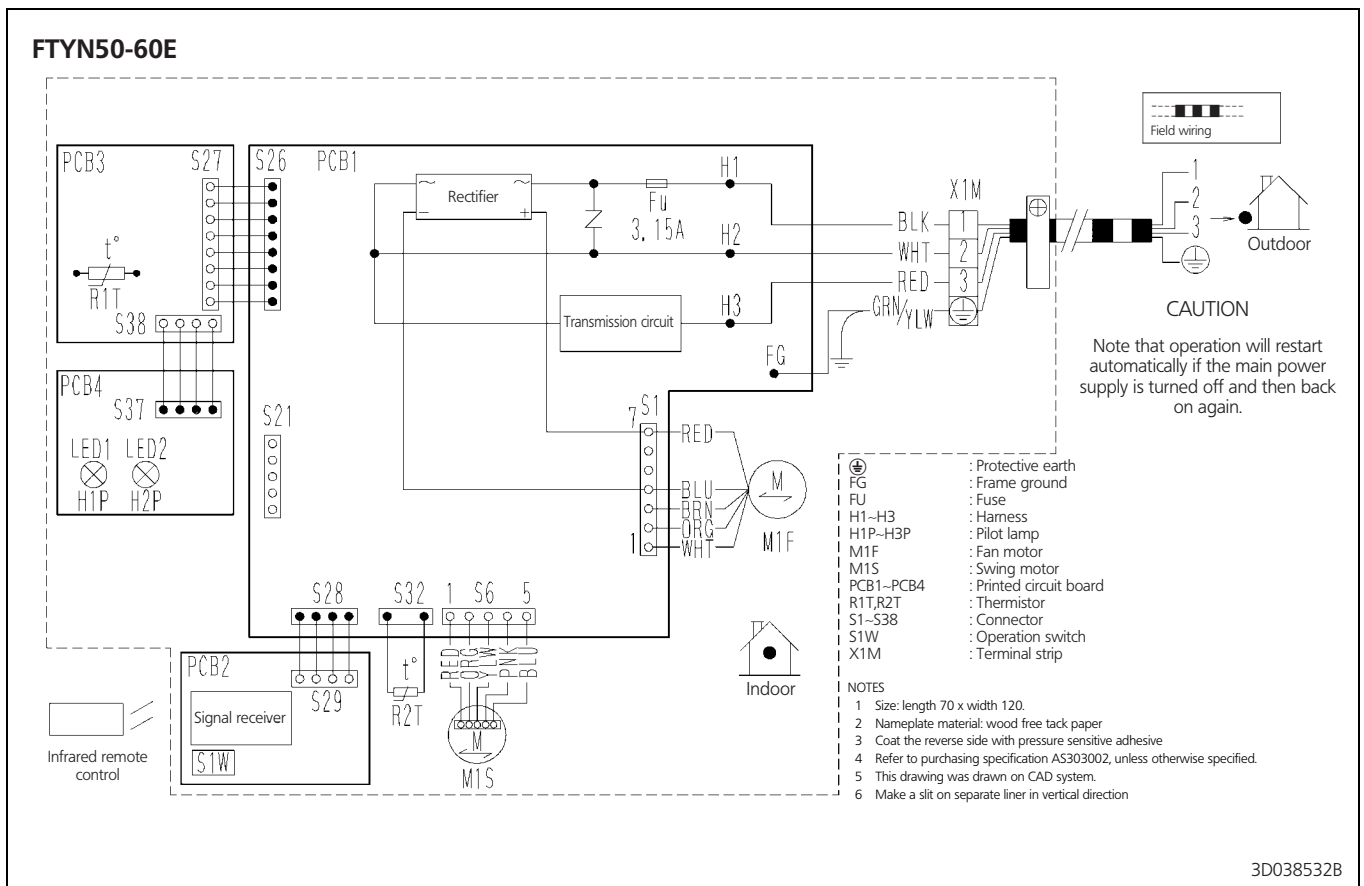 FTYN50-60E
Field wiring
PCB3
S27
S26
PCB1
Rectifier
~
~
−
+
Fu
3.15A
H1
H2
H3
X1M
BLK
1
WHT
2
RED
3
GRN/YLW
1
2
3
Outdoor
t°
R1T
S38
Transmission circuit
FG
CAUTION
Note that operation will restart
automatically if the main power
supply is turned off and then back
on again.
PCB4
S37
LED1
LED2
H1P
H2P
S21
7
S1
RED
BLU
BRN
ORG
WHT
1
M
M1F
: Protective earth
FG : Frame ground
FU : Fuse
H1~H3 : Harness
H1P~H3P : Pilot lamp
M1F : Fan motor
M1S : Swing motor
PCB1~PCB4 : Printed circuit board
R1T,R2T : Thermistor
S1~S38 : Connector
S1W : Operation switch
X1M : Terminal strip
S28
S32
1
S6
5
RED
ORG
YLW
PNK
BLU
PCB2
S29
Signal receiver
S1W
t°
R2T
M
M1S
Indoor
Infrared remote
control
NOTES
1 Size: length 70 x width 120.
2 Nameplate material: wood free tack paper
3 Coat the reverse side with pressure sensitive adhesive
4 Refer to purchasing specification AS303002, unless otherwise specified.
5 This drawing was drawn on CAD system.
6 Make a slit on separate liner in vertical direction
3D038532B